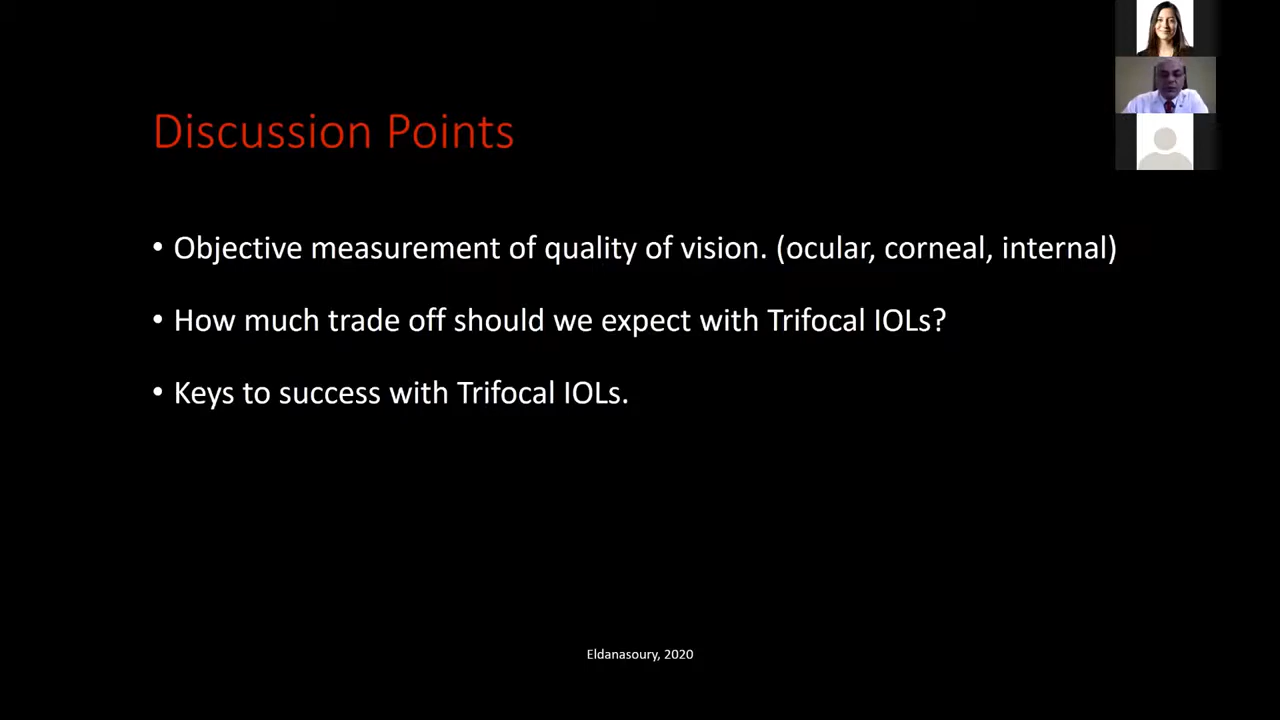 Discussion Points
• Objective measurement of quality of vision. (ocular, corneal, internal)
• How much trade off should we expect with Trifocal IOLs?
• Keys to success with Trifocal IOLs.
Eldanasoury, 2020